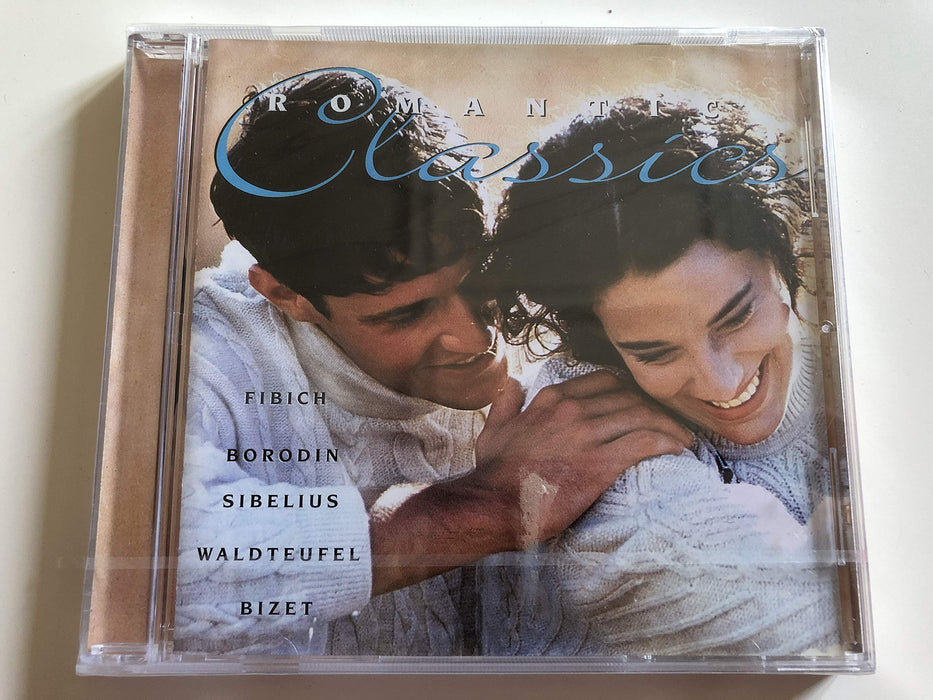 ROMANTIC
Classics
FIBICH
BORODIN
SIBELIUS
WALDTEUFEL
BIZET